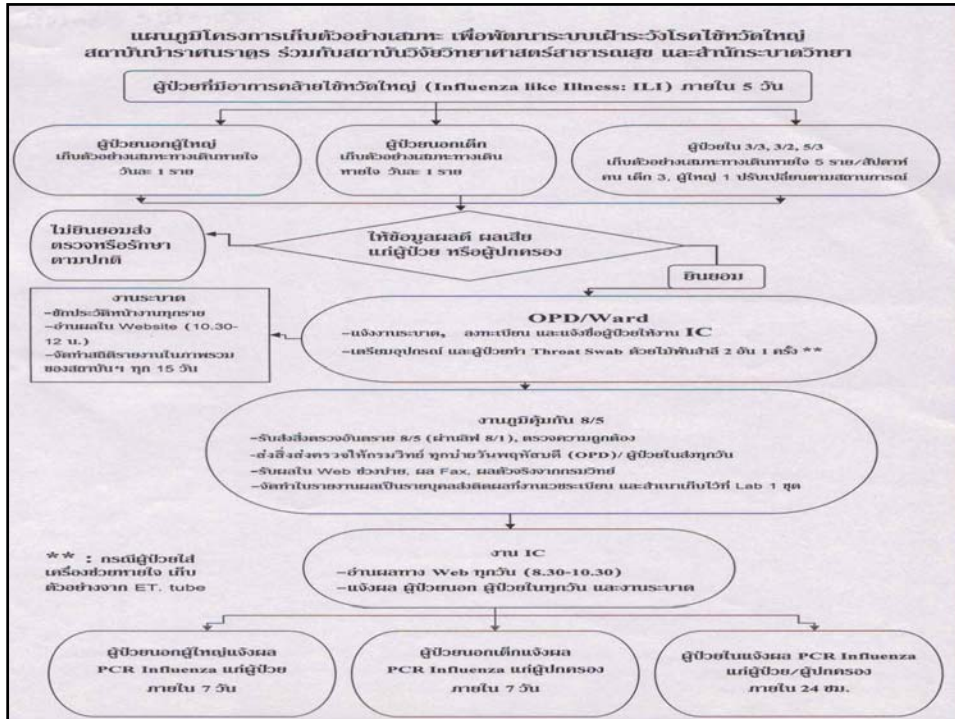 แผนภูมิโครงการเก็บตัวอย่างเสมหะ เพื่อพัฒนาระบบเฝ้าระวังโรคไข้หวัดใหญ่
สถาบันบำราศนราดูร ร่วมกับสถาบันวิจัยวิทยาศาสตร์สาธารณสุข และสำนักระบาดวิทยา
ผู้ป่วยที่มีอาการคล้ายไข้หวัดใหญ่ (Influenza like Illness: ILI) ภายใน 5 วัน
ผู้ป่วยนอกผู้ใหญ่
เก็บตัวอย่างเสมหะทางเดินหายใจ
วันละ 1 ราย
ผู้ป่วยนอกเด็ก
เก็บตัวอย่างเสมหะทางเดิน
หายใจ วันละ 1 ราย
ผู้ป่วยใน 3/3, 3/2, 5/3
เก็บตัวอย่างเสมหะทางเดินหายใจ 5 ราย/สัปดาห์
คน เด็ก 3, ผู้ใหญ่ 1 ปรับเปลี่ยนตามสถานการณ์
ไม่ยินยอมส่ง
ตรวจหรือรักษา
ตามปกติ
ให้ข้อมูลผลดี ผลเสีย
แก่ผู้ป่วย หรือผู้ปกครอง
ยินยอม
งานระบาด
-ซักประวัติหน้างานทุกราย
-อ่านผลใน Website (10.30-
12 น.)
-จัดทำสถิติรายงานในภาพรวม
ของสถาบันฯ ทุก 15 วัน
OPD/Ward
-แจ้งงานระบาด, ลงทะเบียน และแจ้งชื่อผู้ป่วยให้งาน IC
-เตรียมอุปกรณ์ และผู้ป่วยทำ Throat Swab ด้วยไม้พันสำลี 2 อัน 1 ครั้ง **
งานภูมิคุ้มกัน 8/5
-รับส่งสิ่งตรวจอันตราย 8/5 (ผ่านลิฟ 8/1), ตรวจความถูกต้อง
-ส่งสิ่งส่งตรวจให้กรมวิทย์ ทุกบ่ายวันพฤหัสบดี (OPD)/ผู้ป่วยในส่งทุกวัน
-รับผลใน Web ช่วงบ่าย, ผล Fax, ผลตัวจริงจากกรมวิทย์
-จัดทำใบรายงานผลเป็นรายบุคลส่งติดผลที่งานเวชระเบียน และสำเนาเก็บไว้ที่ Lab 1 ชุด
** : กรณีผู้ป่วยใส่
เครื่องช่วยหายใจ เก็บ
ตัวอย่างจาก ET. tube
งาน IC
-อ่านผลทาง Web ทุกวัน (8.30-10.30)
-แจ้งผล ผู้ป่วยนอก ผู้ป่วยในทุกวัน และงานระบาด
ผู้ป่วยนอกผู้ใหญ่แจ้งผล
PCR Influenza แก่ผู้ป่วย
ภายใน 7 วัน
ผู้ป่วยนอกเด็กแจ้งผล
PCR Influenza แก่ผู้ปกครอง
ภายใน 7 วัน
ผู้ป่วยในแจ้งผล PCR Influenza
แก่ผู้ป่วย/ผู้ปกครอง
ภายใน 24 ชม.